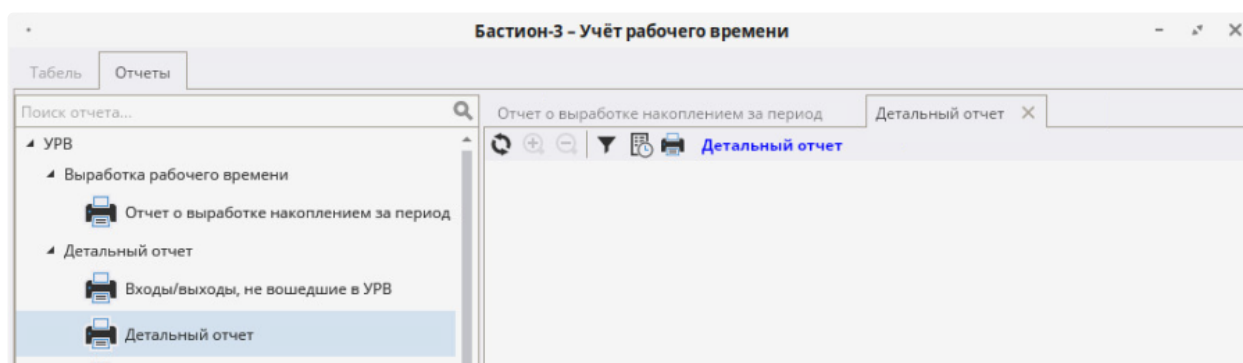 Бастион-3 – Учёт рабочего времени
Табель
Отчеты
Поиск отчета...
Отчет о выработке накоплением за период
Детальный отчет
УРВ
Детальный отчет
Выработка рабочего времени
Отчет о выработке накоплением за период
Детальный отчет
Входы/выходы, не вошедшие в УРВ
Детальный отчет